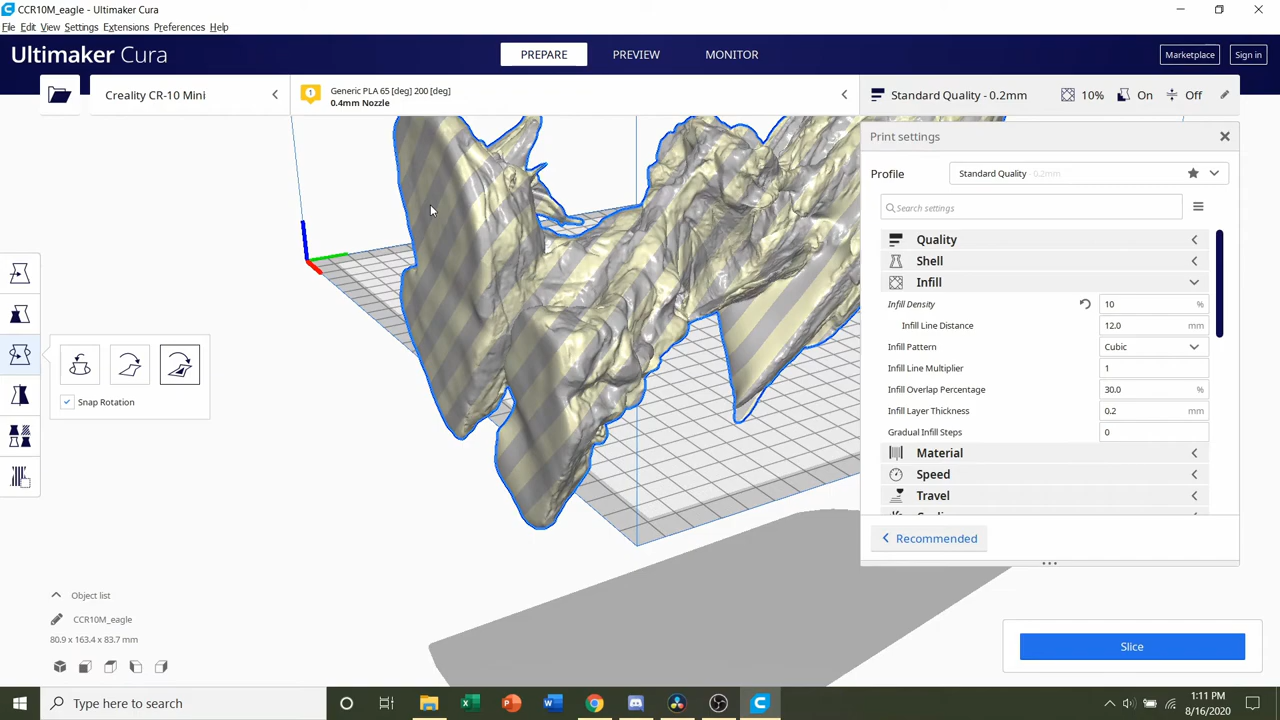 CCR10M_eagle - Ultimaker Cura
File Edit View Settings Extensions Preferences Help
Ultimaker Cura
PREPARE
PREVIEW
MONITOR
Marketplace
Sign in
Creality CR-10 Mini
1
Generic PLA 65 [deg] 200 [deg]
0.4mm Nozzle
Standard Quality - 0.2mm
10%
On
Off
Print settings
Profile
Standard Quality 0.2mm
Search settings
Quality
Shell
Infill
Infill Density 10 %
Infill Line Distance 12.0 mm
Infill Pattern Cubic
Infill Line Multiplier 1
Infill Overlap Percentage 30.0 %
Infill Layer Thickness 0.2 mm
Gradual Infill Steps 0
Material
Speed
Travel
Recommended
Snap Rotation
Object list
CCR10M_eagle
80.9 x 163.4 x 83.7 mm
Slice
Type here to search
1:11 PM
8/16/2020